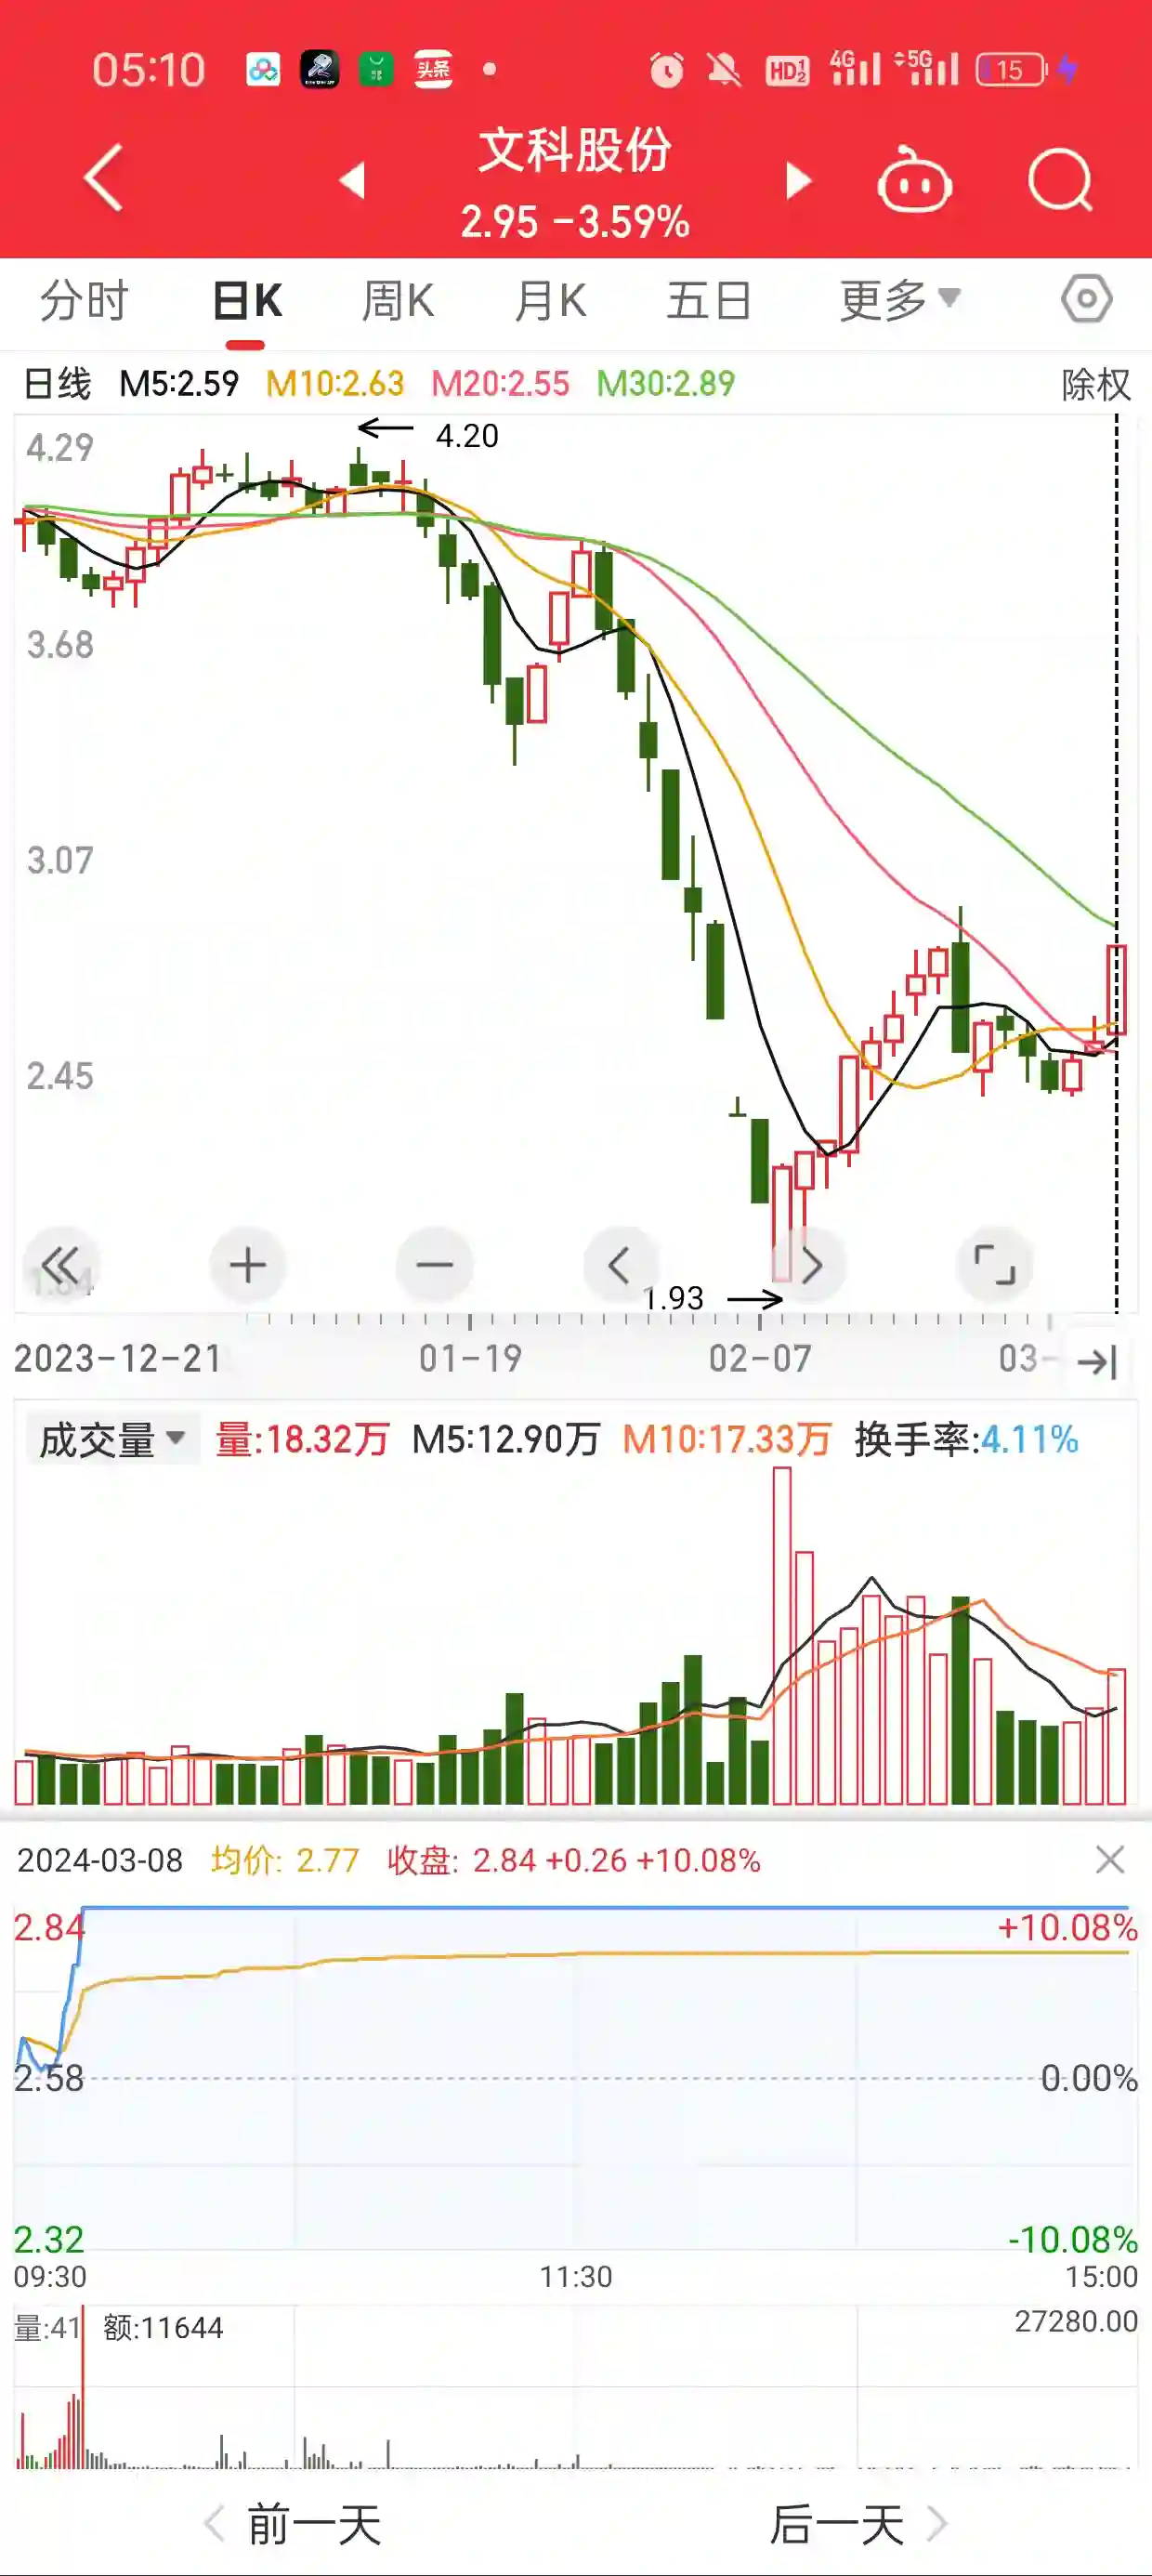 05:10 头条 HD 1 2 4G 5G 15
文科股份
2.95 -3.59%
分时 日K 周K 月K 五日 更多
日线 M5:2.59 M10:2.63 M20:2.55 M30:2.89 除权
4.29
4.20
3.68
3.07
2.45
1.84
1.93
2023-12-21 01-19 02-07 03-
成交量 量:18.32万 M5:12.90万 M10:17.33万 换手率:4.11%
2024-03-08 均价: 2.77 收盘: 2.84 +0.26 +10.08%
2.84 +10.08%
2.58 0.00%
2.32 -10.08%
09:30 11:30 15:00
量:41 额:11644 27280.00
前一天 后一天